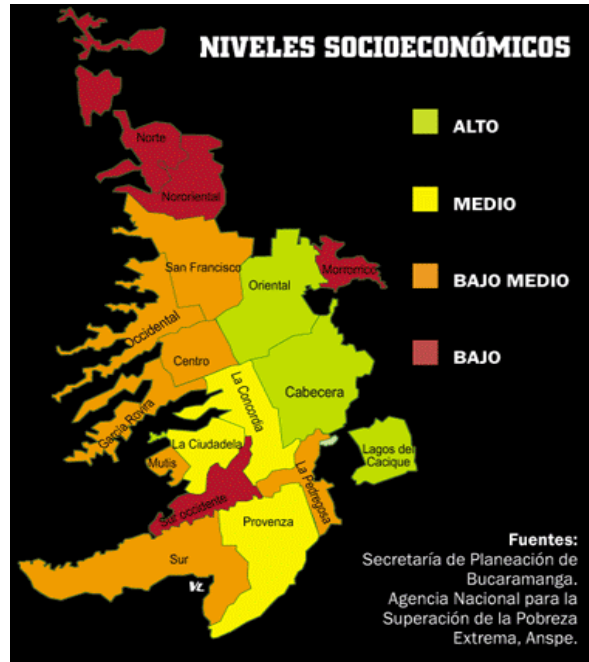 NIVELES SOCIOECONÓMICOS
ALTO
MEDIO
BAJO MEDIO
BAJO
Norte
Nororiental
San Francisco
Oriental
Morrorrico
Occidental
Centro
Cabecera
La Concordia
García Rovira
La Ciudadela
Mutis
Lagos del
Cacique
La Pedregosa
Sur occidente
Provenza
Sur
VL
Fuentes:
Secretaría de Planeación de
Bucaramanga.
Agencia Nacional para la
Superación de la Pobreza
Extrema, Anspe.